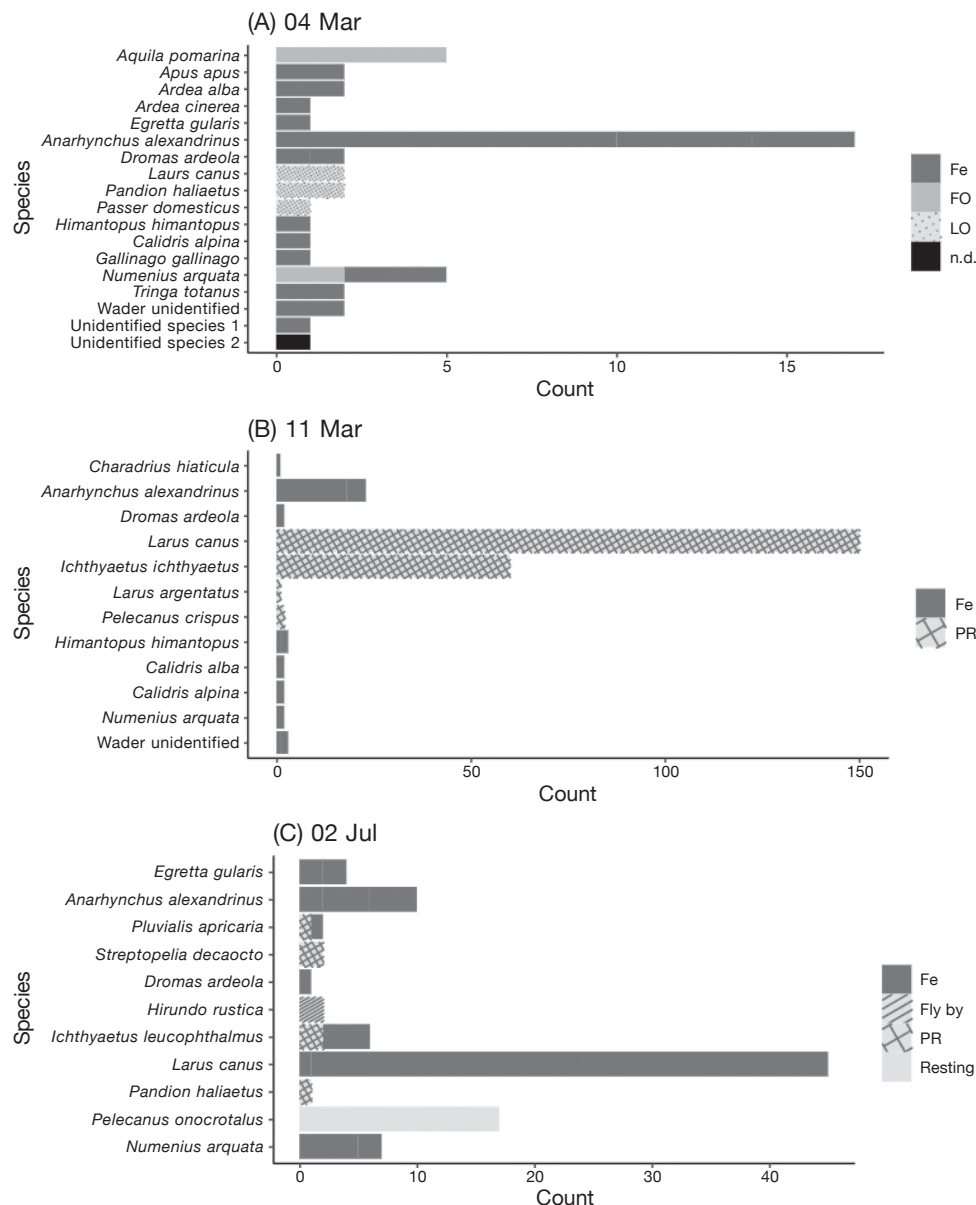 (A) 04 Mar
Species
Aquila pomarina
Apus apus
Ardea alba
Ardea cinerea
Egretta gularis
Anarhynchus alexandrinus
Dromas ardeola
Laurs canus
Pandion haliaetus
Passer domesticus
Himantopus himantopus
Calidris alpina
Gallinago gallinago
Numenius arquata
Tringa totanus
Wader unidentified
Unidentified species 1
Unidentified species 2
0 5 10 15
Count
Fe
FO
LO
n.d.
(B) 11 Mar
Species
Charadrius hiaticula
Anarhynchus alexandrinus
Dromas ardeola
Larus canus
Ichthyaetus ichthyaetus
Larus argentatus
Pelecanus crispus
Himantopus himantopus
Calidris alba
Calidris alpina
Numenius arquata
Wader unidentified
0 50 100 150
Count
Fe
PR
(C) 02 Jul
Species
Egretta gularis
Anarhynchus alexandrinus
Pluvialis apricaria
Streptopelia decaocto
Dromas ardeola
Hirundo rustica
Ichthyaetus leucophthalmus
Larus canus
Pandion haliaetus
Pelecanus onocrotalus
Numenius arquata
0 10 20 30 40
Count
Fe
Fly by
PR
Resting